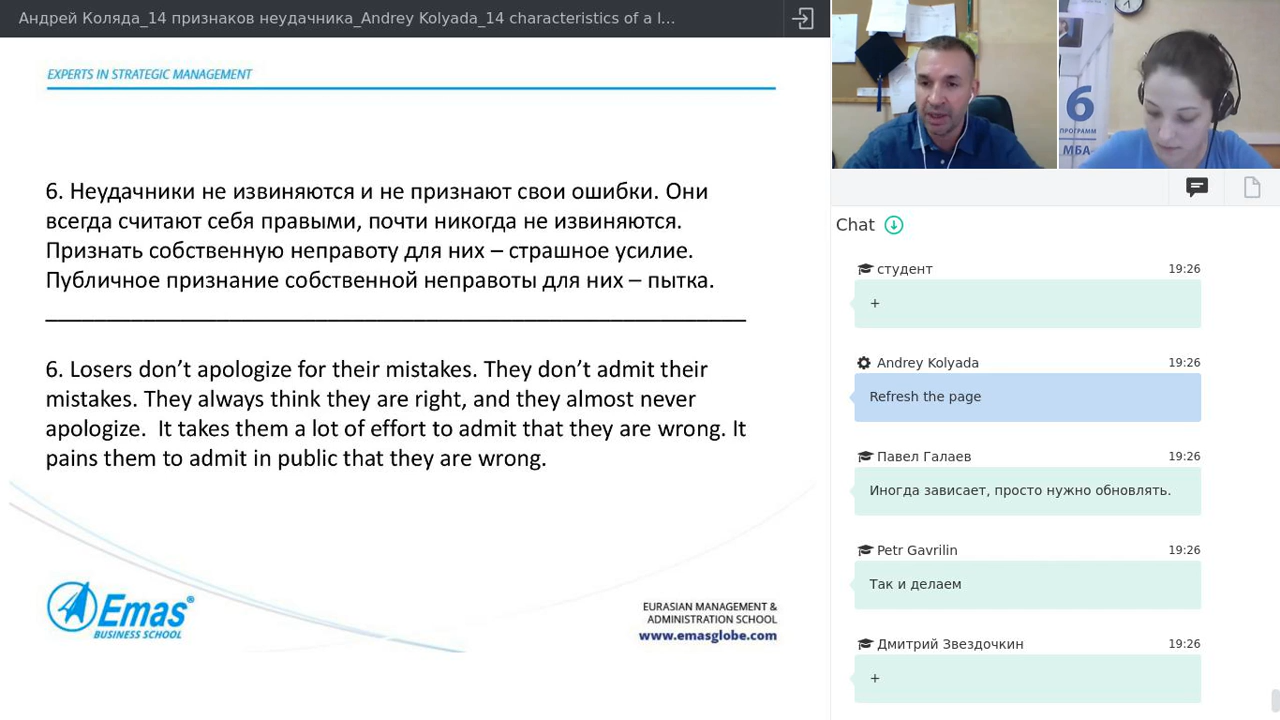 Андрей Коляда_14 признаков неудачника_Andrey Kolyada_14 characteristics of a l...
EXPERTS IN STRATEGIC MANAGEMENT
6. Неудачники не извиняются и не признают свои ошибки. Они
всегда считают себя правыми, почти никогда не извиняются.
Признать собственную неправоту для них – страшное усилие.
Публичное признание собственной неправоты для них – пытка.
6. Losers don’t apologize for their mistakes. They don’t admit their
mistakes. They always think they are right, and they almost never
apologize. It takes them a lot of effort to admit that they are wrong. It
pains them to admit in public that they are wrong.
Emas®
BUSINESS SCHOOL
EURASIAN MANAGEMENT &
ADMINISTRATION SCHOOL
www.emasglobe.com
6
ПРОГРАММ
МБА
Chat
студент 19:26
+
Andrey Kolyada 19:26
Refresh the page
Павел Галаев 19:26
Иногда зависает, просто нужно обновлять.
Petr Gavrilin 19:26
Так и делаем
Дмитрий Звездочкин 19:26
+